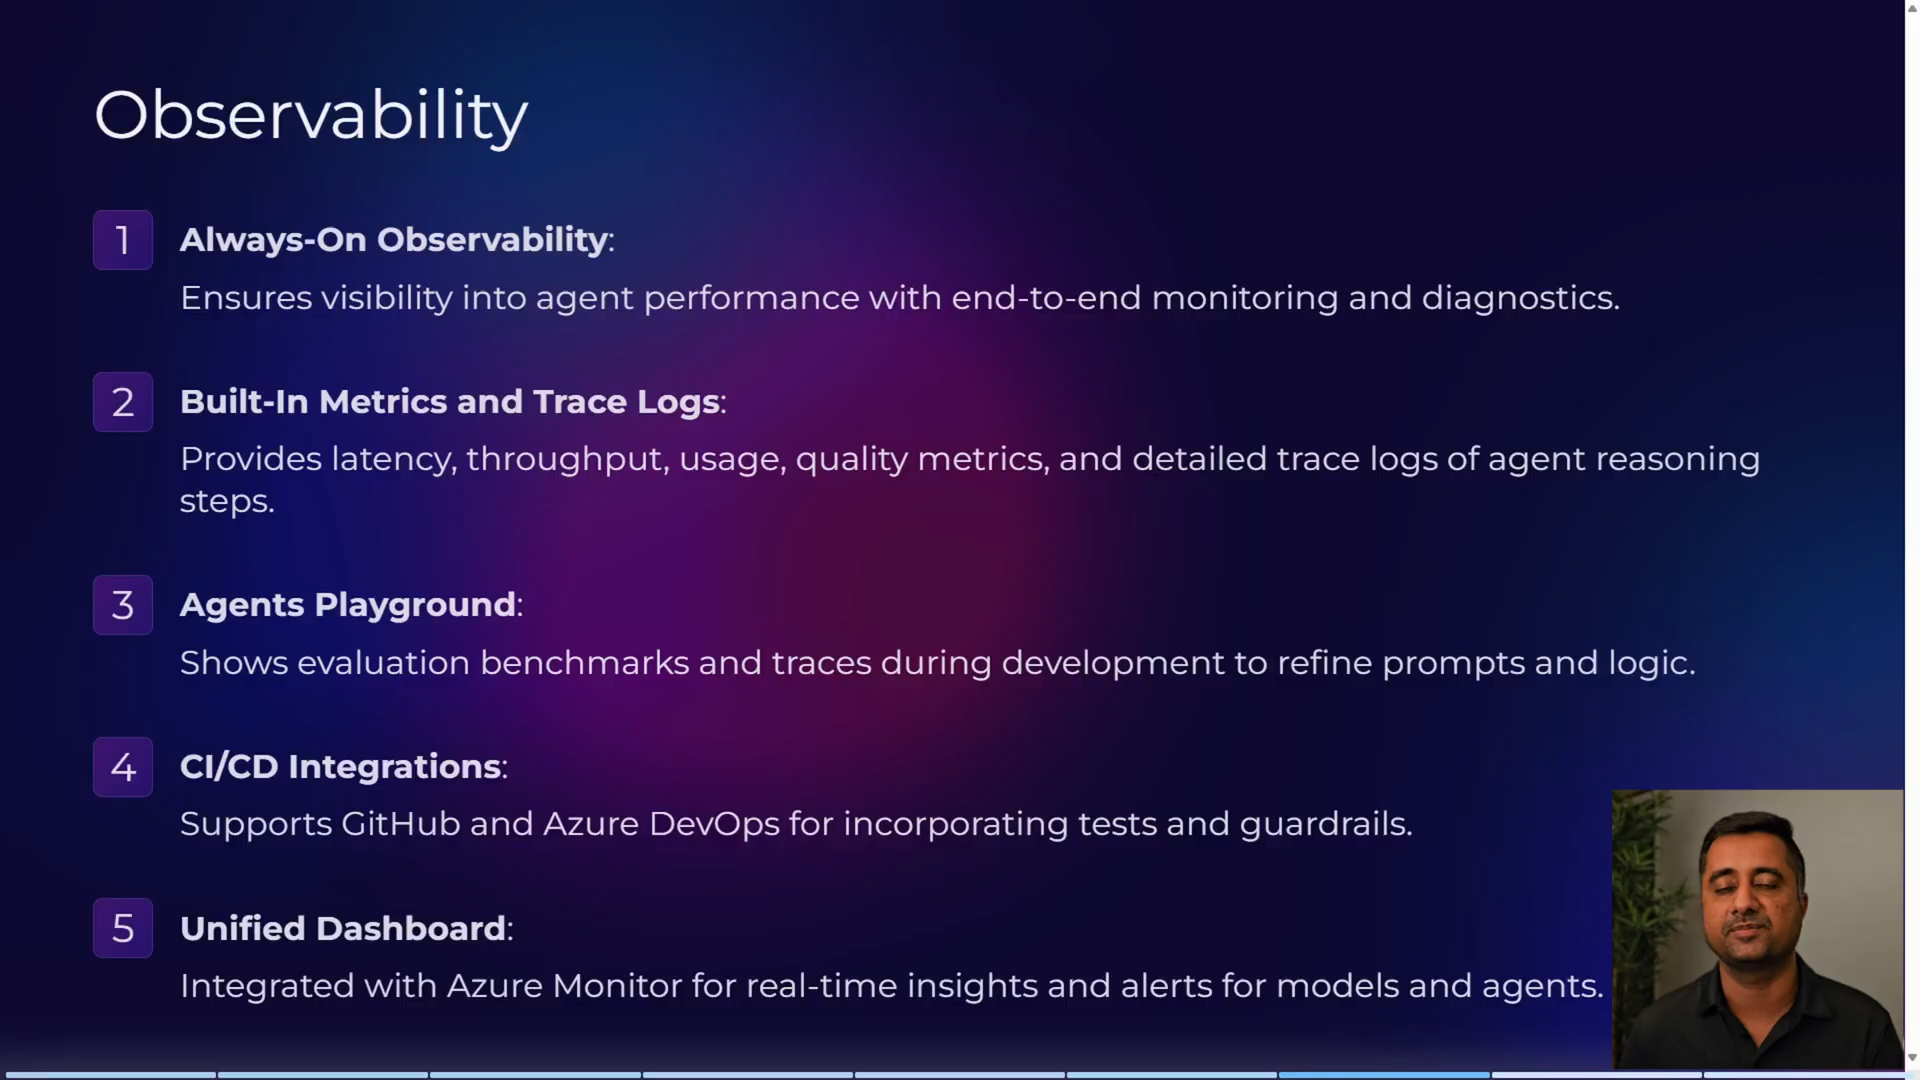 Observability
1
Always-On Observability:
Ensures visibility into agent performance with end-to-end monitoring and diagnostics.
2
Built-In Metrics and Trace Logs:
Provides latency, throughput, usage, quality metrics, and detailed trace logs of agent reasoning
steps.
3
Agents Playground:
Shows evaluation benchmarks and traces during development to refine prompts and logic.
4
CI/CD Integrations:
Supports GitHub and Azure DevOps for incorporating tests and guardrails.
5
Unified Dashboard:
Integrated with Azure Monitor for real-time insights and alerts for models and agents.